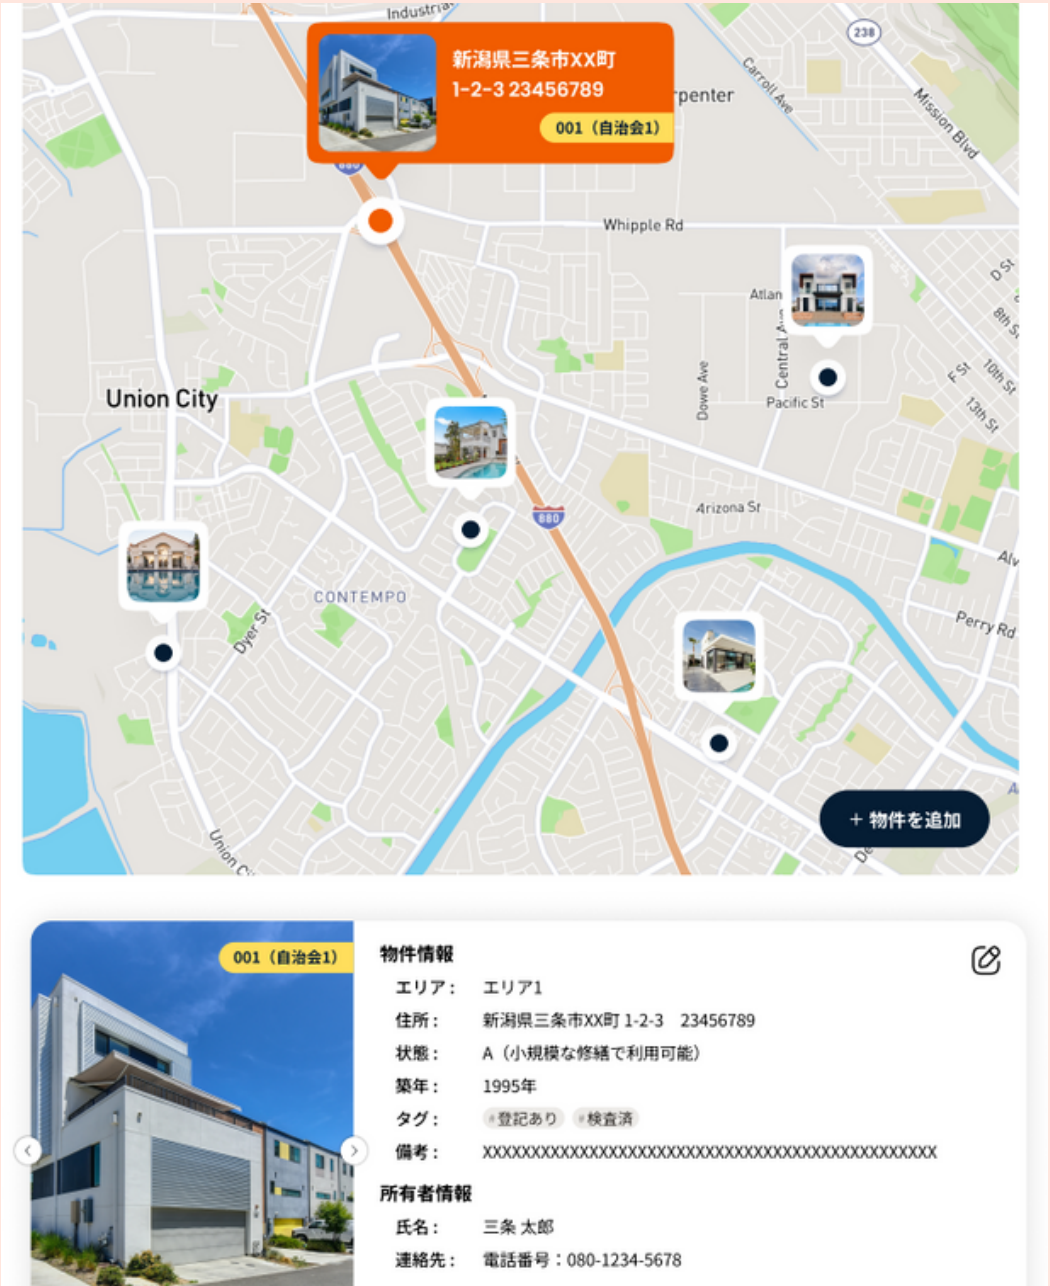 Industria
238
新潟県三条市XX町
1-2-3 23456789
001（自治会1）
rpenter
Carroll Ave
Mission Blvd
880
Whipple Rd
D St
8th S
Atlan
Central Av
F St
10th St
13th St
Dowe Ave
Pacific St
Union City
Arizona St
880
Alv
CONTEMPO
Dyer St
Perry Rd
A
+ 物件を追加
Union Ci
De
001（自治会1）
物件情報
エリア： エリア1
住所： 新潟県三条市XX町 1-2-3　23456789
状態： A（小規模な修繕で利用可能）
築年： 1995年
タグ： #登記あり #検査済
備考： XXXXXXXXXXXXXXXXXXXXXXXXXXXXXXXXXXXXXXXXXXXXXXXX
所有者情報
氏名： 三条 太郎
連絡先： 電話番号：080-1234-5678